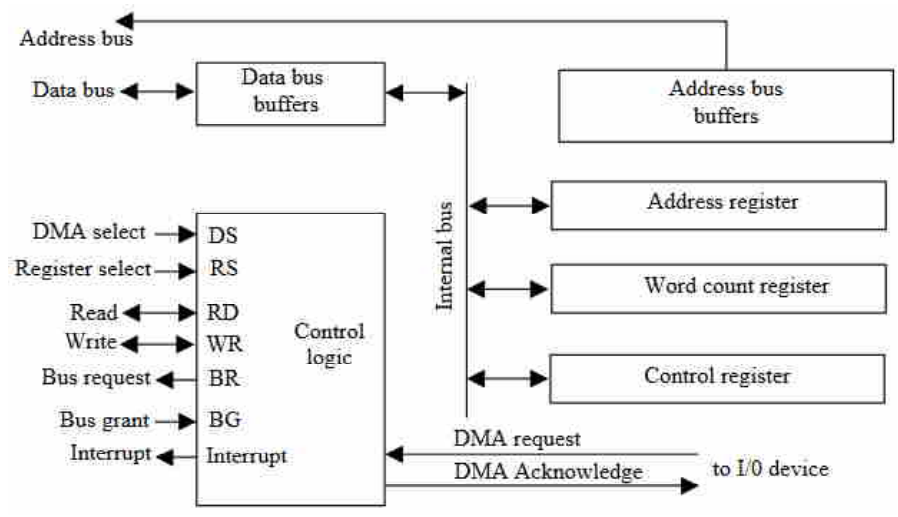 Address bus
Data bus
Data bus
buffers
Address bus
buffers
Internal bus
Address register
Word count register
Control register
DMA select
DS
Register select
RS
Read
RD
Write
WR
Bus request
BR
Bus grant
BG
Interrupt
Interrupt
Control
logic
DMA request
DMA Acknowledge
to I/0 device